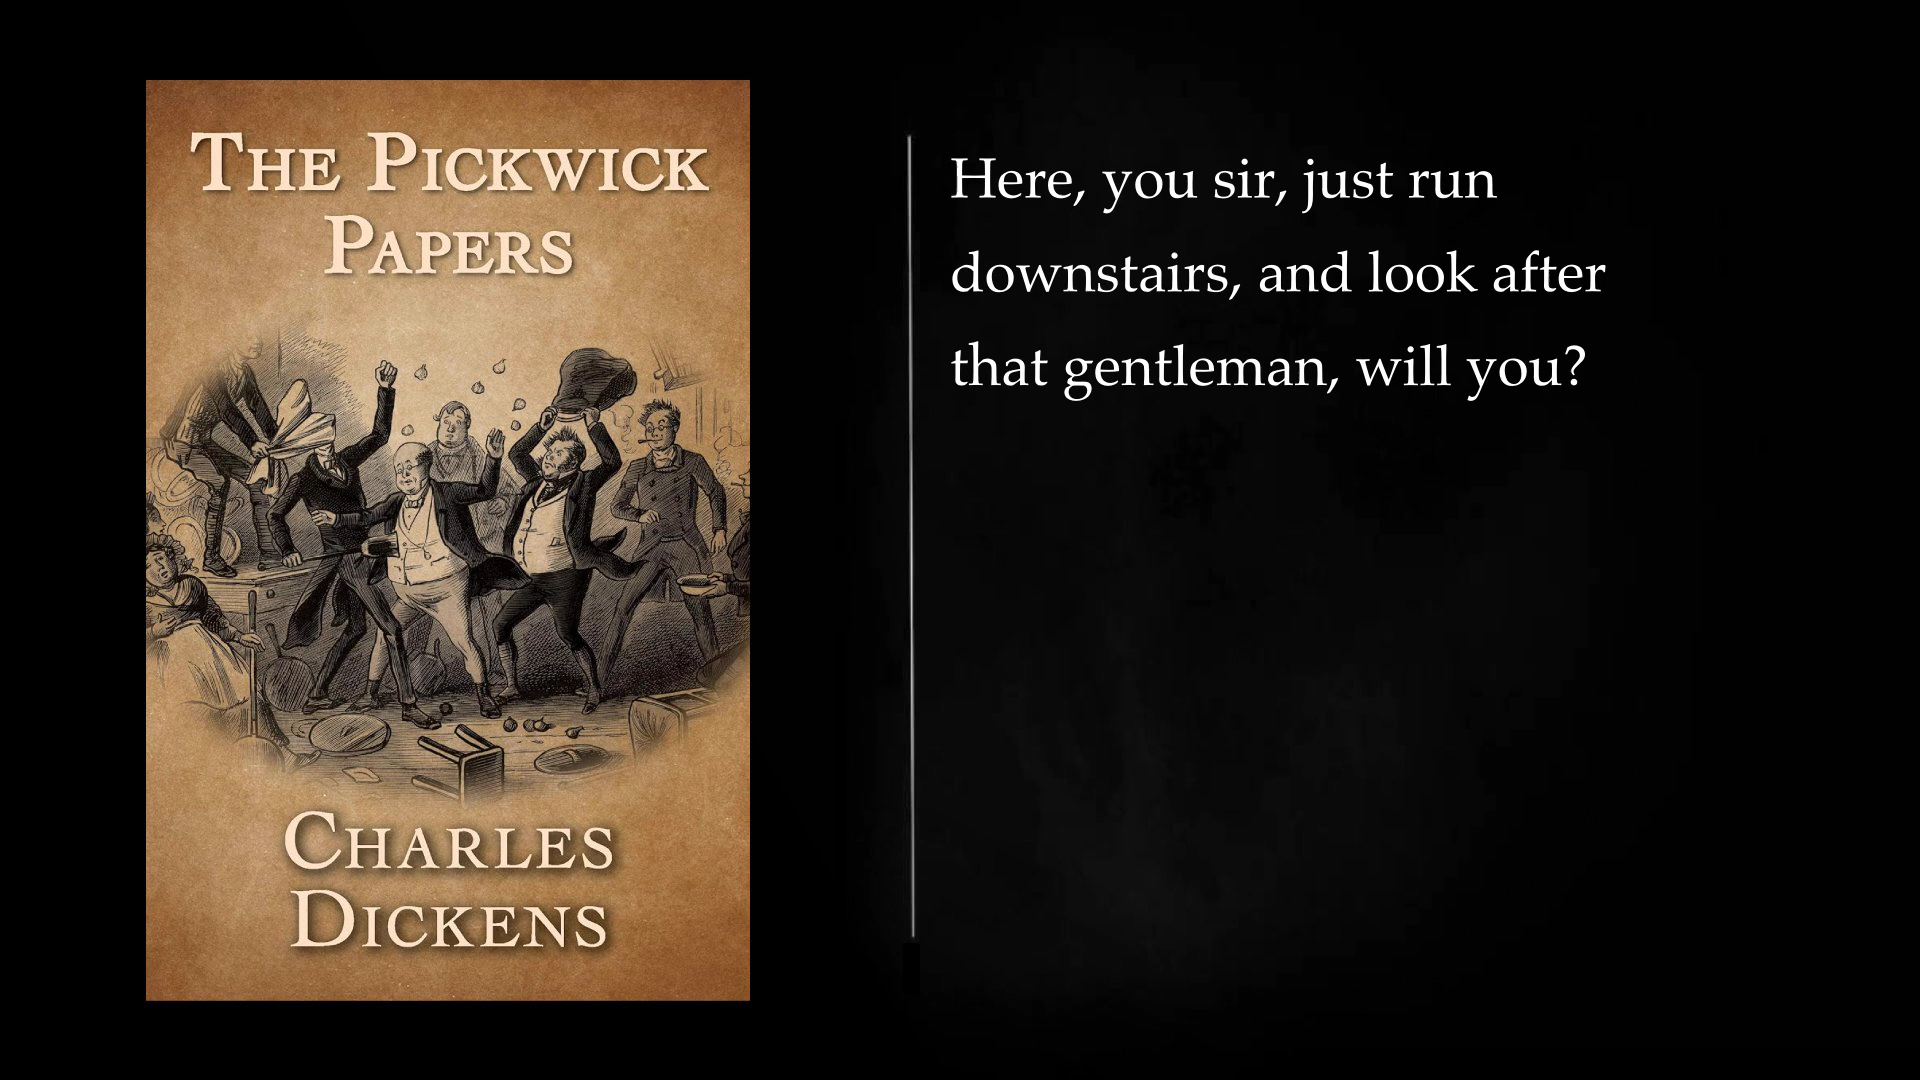 The Pickwick
Papers
Charles
Dickens
Here, you sir, just run
downstairs, and look after
that gentleman, will you?